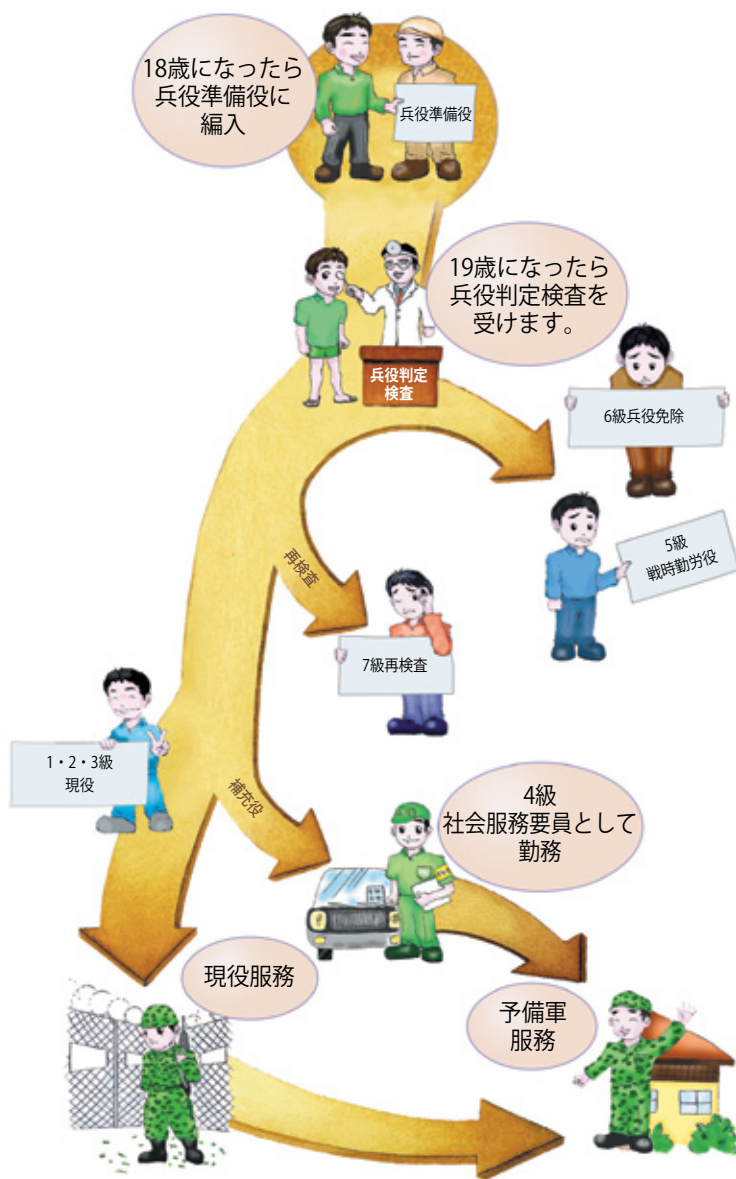 18歳になったら
兵役準備役に
編入
兵役準備役
19歳になったら
兵役判定検査を
受けます。
兵役判定
検査
6級兵役免除
5級
戦時勤労役
再検査
7級再検査
1・2・3級
現役
補充役
4級
社会服務要員として
勤務
現役服務
予備軍
服務